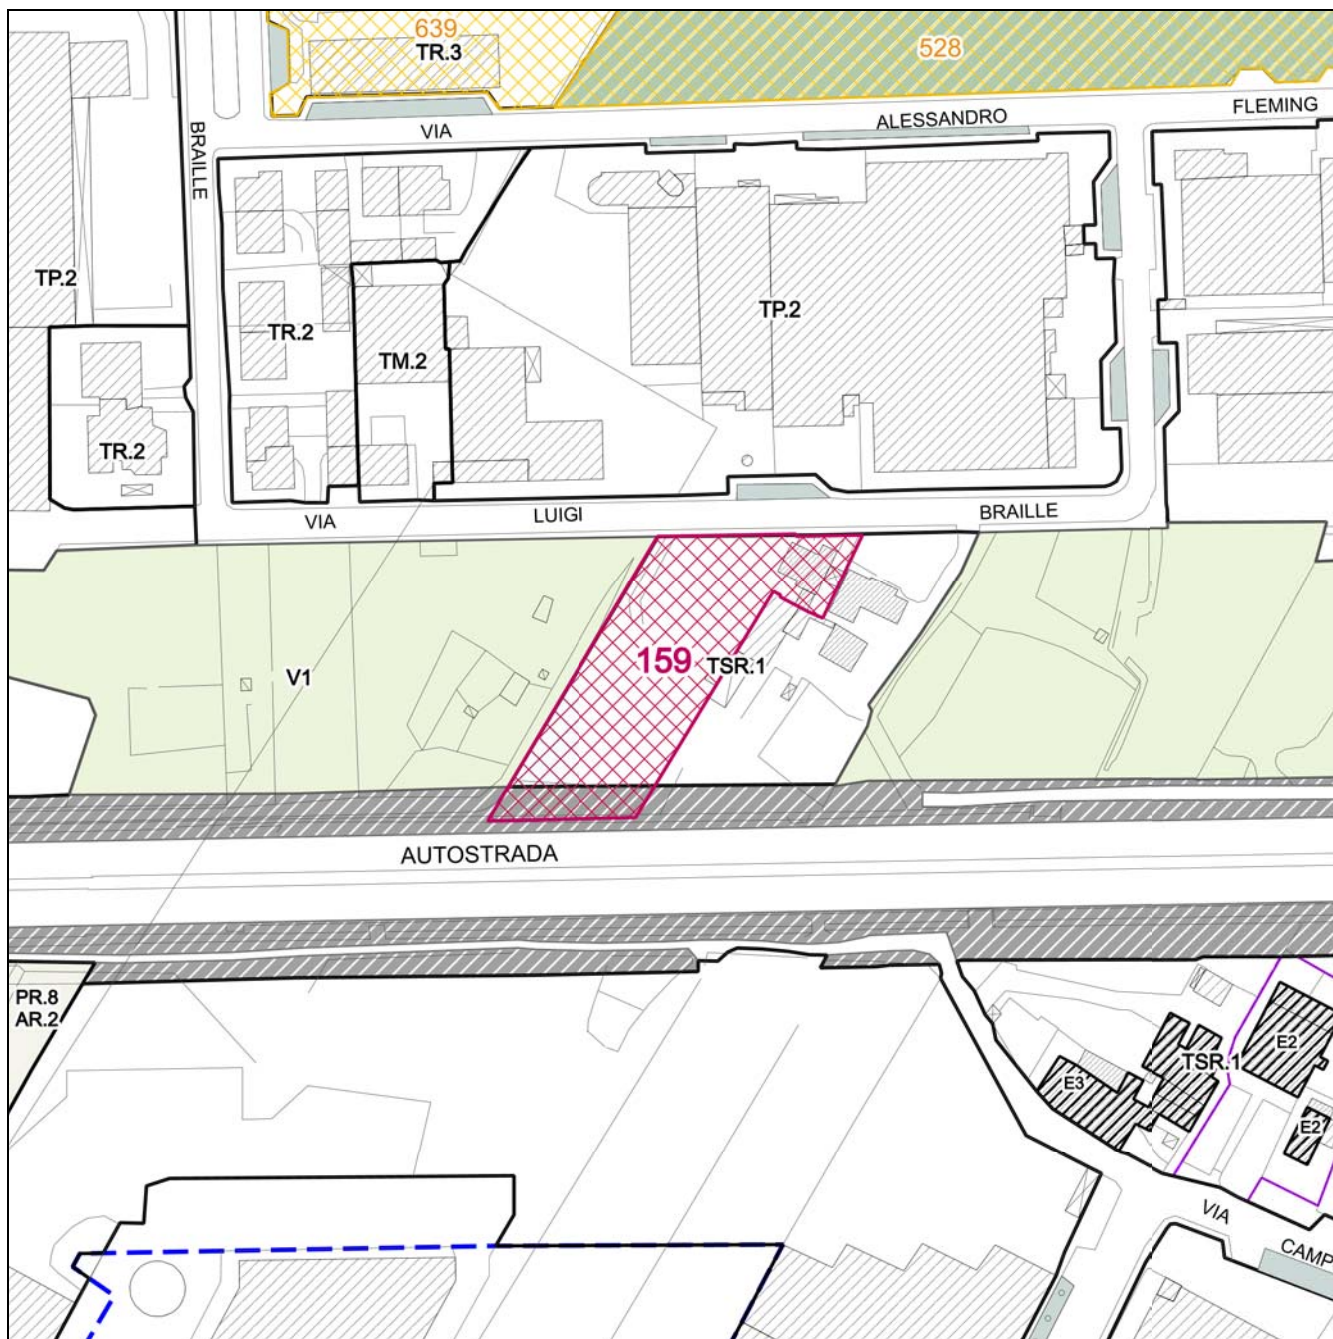 639
TR.3
528
VIA
ALESSANDRO
FLEMING
BRAILLE
TP.2
TR.2
TM.2
TP.2
TR.2
VIA
LUIGI
BRAILLE
159
TSR.1
V1
AUTOSTRADA
PR.8
AR.2
E2
TSR.1
E3
E2
VIA
CAMP